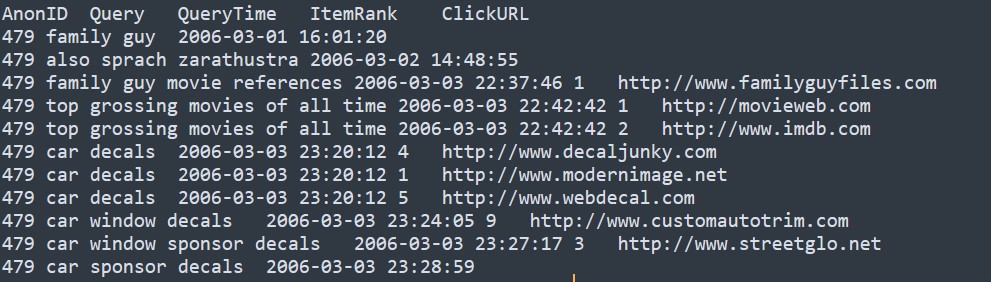 AnonID  Query   QueryTime   ItemRank    ClickURL
479 family guy  2006-03-01 16:01:20
479 also sprach zarathustra 2006-03-02 14:48:55
479 family guy movie references 2006-03-03 22:37:46 1   http://www.familyguyfiles.com
479 top grossing movies of all time 2006-03-03 22:42:42 1   http://movieweb.com
479 top grossing movies of all time 2006-03-03 22:42:42 2   http://www.imdb.com
479 car decals  2006-03-03 23:20:12 4   http://www.decaljunky.com
479 car decals  2006-03-03 23:20:12 1   http://www.modernimage.net
479 car decals  2006-03-03 23:20:12 5   http://www.webdecal.com
479 car window decals   2006-03-03 23:24:05 9   http://www.customautotrim.com
479 car window sponsor decals   2006-03-03 23:27:17 3   http://www.streetglo.net
479 car sponsor decals  2006-03-03 23:28:59